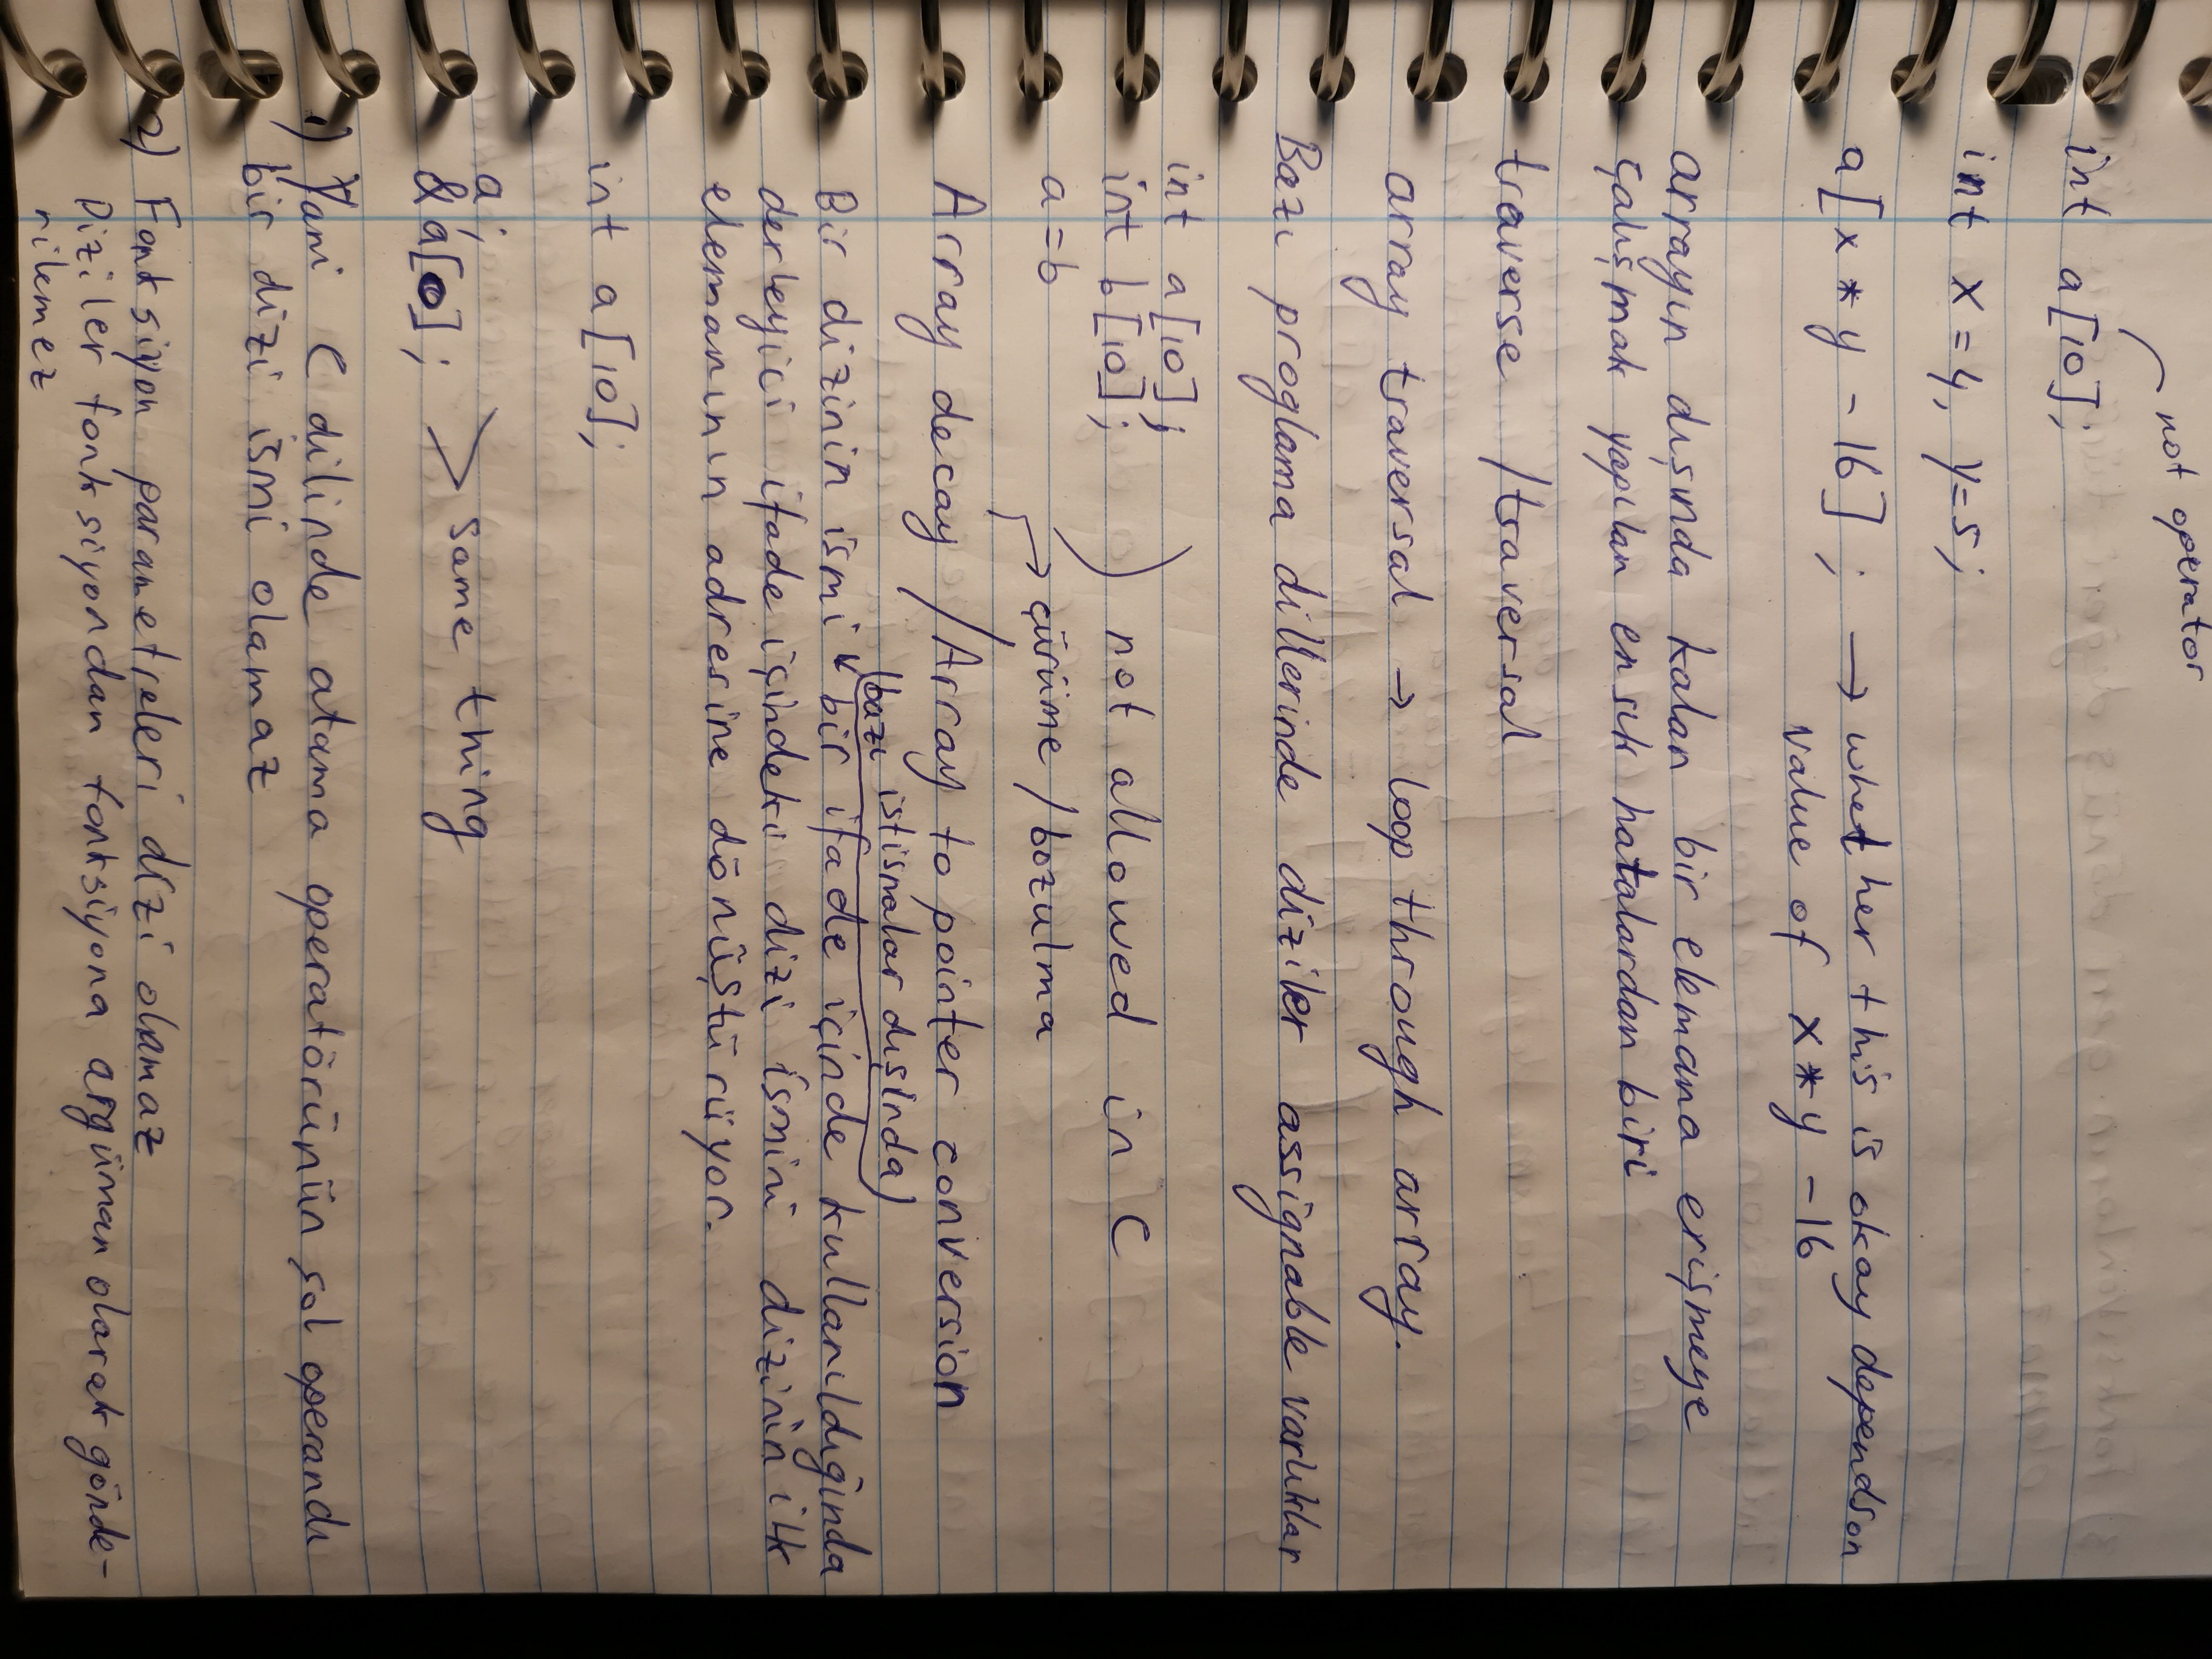 not operator
int a[10];
int x = 4, y=5;
a[x * y - 16] ; → whether this is okay depends on
value of x * y - 16
arrayın dışında kalan bir elemana erişmeye
çalışmak yapılan en sık hatalardan biri
traverse / traversal
array traversal → loop through array.
Bazı proglama dillerinde diziler assignable varlıklar
int a[10];
int b[10];
not allowed in C
a=b
→ çürüme / bozulma
Array decay / Array to pointer conversion
(bazı istisnalar dışında)
Bir dizinin ismi bir ifade içinde kullanıldığında
derleyici ifade içindeki dizi ismini dizinin ilk
elemanının adresine dönüştürüyor.
int a[10];
a;
&a[0]; > same thing
1) Yani C dilinde atama operatörünün sol operandı
bir dizi ismi olamaz
2) Fonksiyon parametreleri dizi olamaz
Diziler fonksiyondan fonksiyona argüman olarak gönde-
rilemez